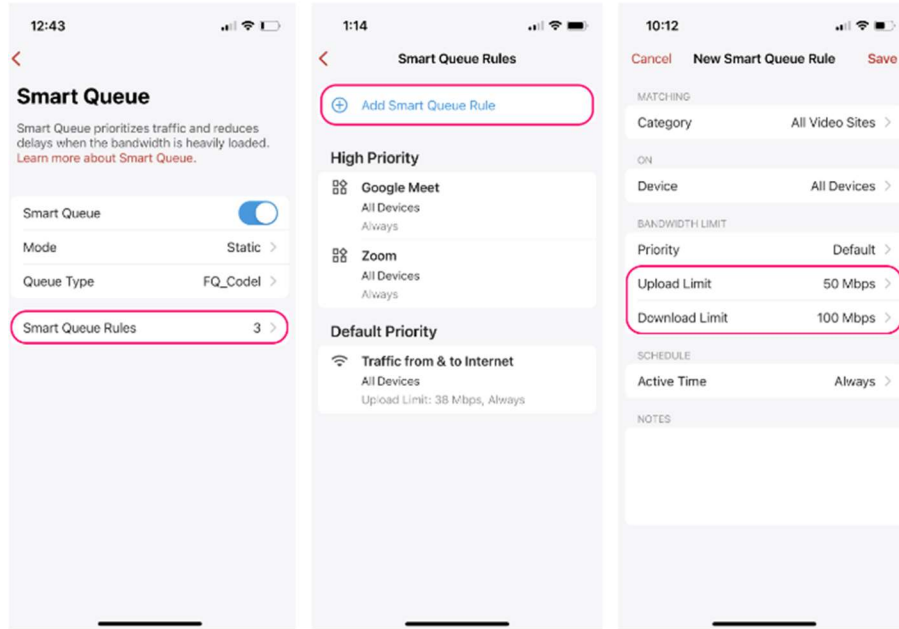 12:43
Smart Queue
Smart Queue prioritizes traffic and reduces
delays when the bandwidth is heavily loaded.
Learn more about Smart Queue.
Smart Queue
Mode Static
Queue Type FQ_Codel
Smart Queue Rules 3
1:14
Smart Queue Rules
Add Smart Queue Rule
High Priority
Google Meet
All Devices
Always
Zoom
All Devices
Always
Default Priority
Traffic from & to Internet
All Devices
Upload Limit: 38 Mbps, Always
10:12
Cancel New Smart Queue Rule Save
MATCHING
Category All Video Sites
ON
Device All Devices
BANDWIDTH LIMIT
Priority Default
Upload Limit 50 Mbps
Download Limit 100 Mbps
SCHEDULE
Active Time Always
NOTES